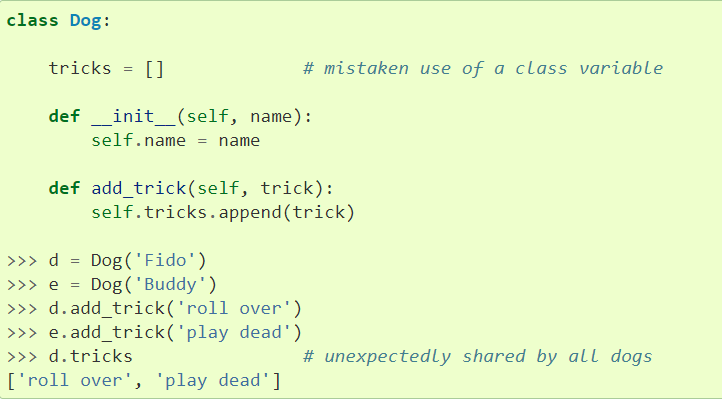 class Dog:
    tricks = []             # mistaken use of a class variable
    def __init__(self, name):
        self.name = name
    def add_trick(self, trick):
        self.tricks.append(trick)
>>> d = Dog('Fido')
>>> e = Dog('Buddy')
>>> d.add_trick('roll over')
>>> e.add_trick('play dead')
>>> d.tricks                # unexpectedly shared by all dogs
['roll over', 'play dead']